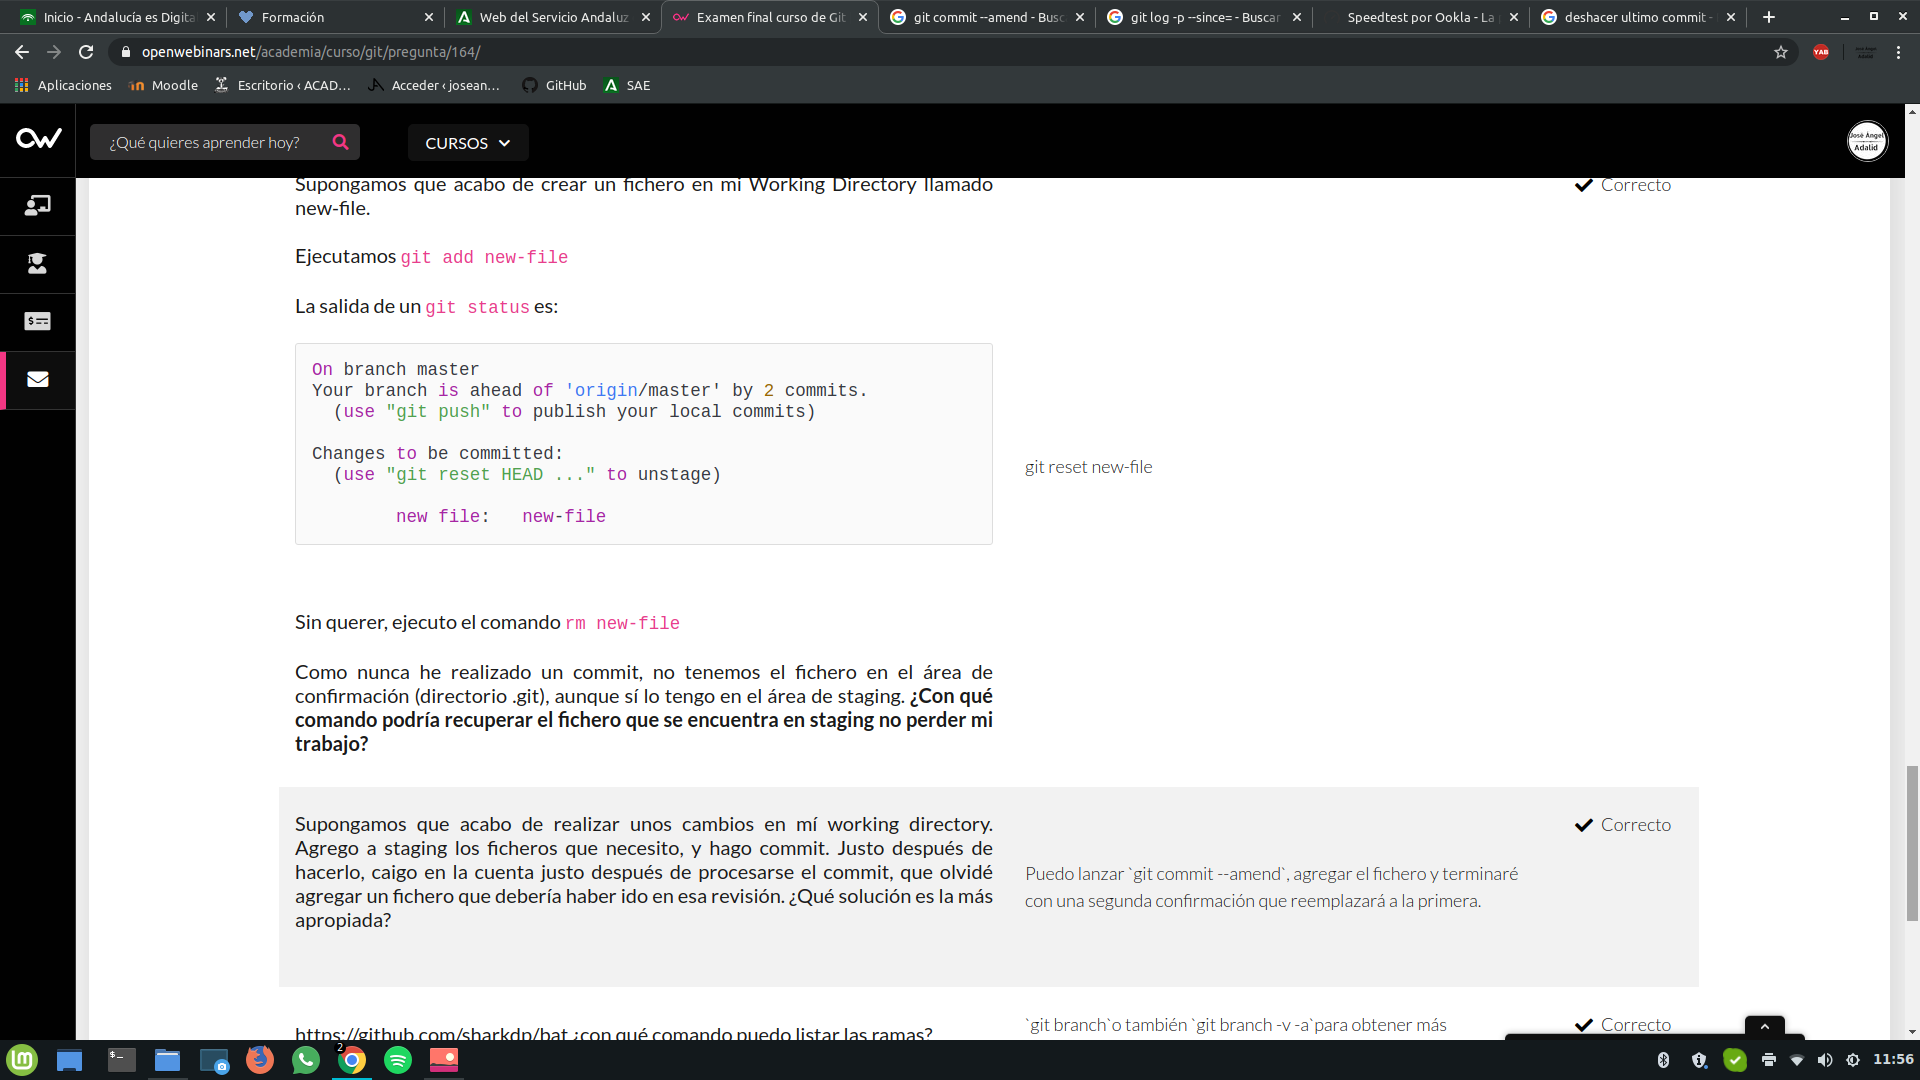 Inicio - Andalucía es Digita
Formación
Web del Servicio Andaluz
Examen final curso de Git
git commit --amend - Busc
git log -p --since= - Buscar
Speedtest por Ookla - La
deshacer ultimo commit -
openwebinars.net/academia/curso/git/pregunta/164/
YAB
Aplicaciones
Moodle
Escritorio ‹ ACAD...
Acceder ‹ josean...
GitHub
SAE
¿Qué quieres aprender hoy?
CURSOS
José Ángel
Adalid
Supongamos que acabo de crear un fichero en mi Working Directory llamado
new-file.
Correcto
Ejecutamos git add new-file
La salida de un git status es:
On branch master
Your branch is ahead of 'origin/master' by 2 commits.
(use "git push" to publish your local commits)
Changes to be committed:
(use "git reset HEAD ..." to unstage)
new file: new-file
git reset new-file
Sin querer, ejecuto el comando rm new-file
Como nunca he realizado un commit, no tenemos el fichero en el área de
confirmación (directorio .git), aunque sí lo tengo en el área de staging. ¿Con qué
comando podría recuperar el fichero que se encuentra en staging no perder mi
trabajo?
Supongamos que acabo de realizar unos cambios en mí working directory.
Agrego a staging los ficheros que necesito, y hago commit. Justo después de
hacerlo, caigo en la cuenta justo después de procesarse el commit, que olvidé
agregar un fichero que debería haber ido en esa revisión. ¿Qué solución es la más
apropiada?
Puedo lanzar `git commit --amend`, agregar el fichero y terminaré
con una segunda confirmación que reemplazará a la primera.
Correcto
https://github.com/sharkdp/bat ¿con qué comando puedo listar las ramas?
`git branch`o también `git branch -v -a`para obtener más
Correcto
2
11:56